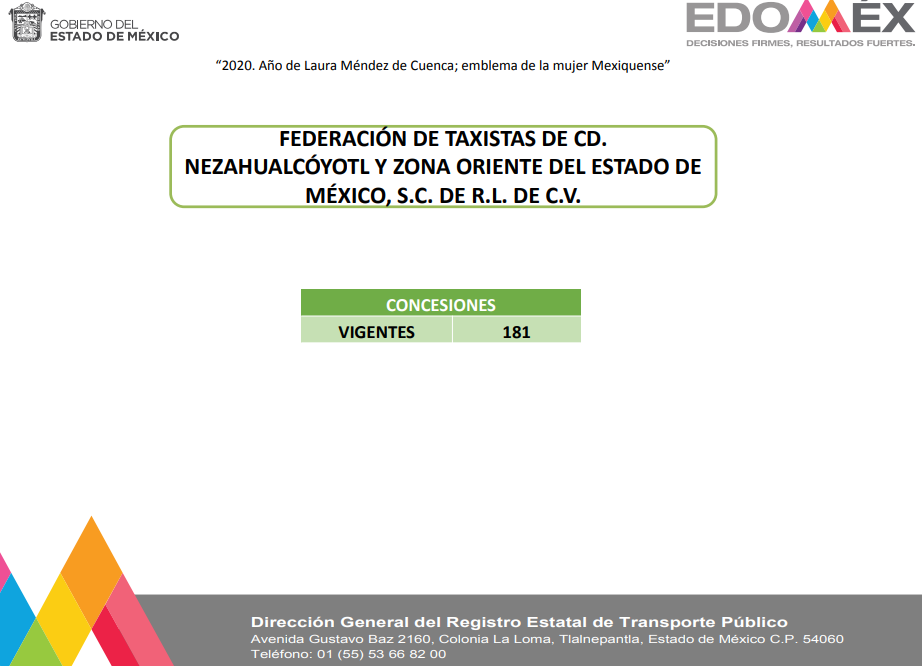 GOBIERNO DEL
ESTADO DE MÉXICO
EDOMÉX
DECISIONES FIRMES, RESULTADOS FUERTES.
“2020. Año de Laura Méndez de Cuenca; emblema de la mujer Mexiquense”
FEDERACIÓN DE TAXISTAS DE CD.
NEZAHUALCÓYOTL Y ZONA ORIENTE DEL ESTADO DE
MÉXICO, S.C. DE R.L. DE C.V.
CONCESIONES
VIGENTES 181
Dirección General del Registro Estatal de Transporte Público
Avenida Gustavo Baz 2160, Colonia La Loma, Tlalnepantla, Estado de México C.P. 54060
Teléfono: 01 (55) 53 66 82 00